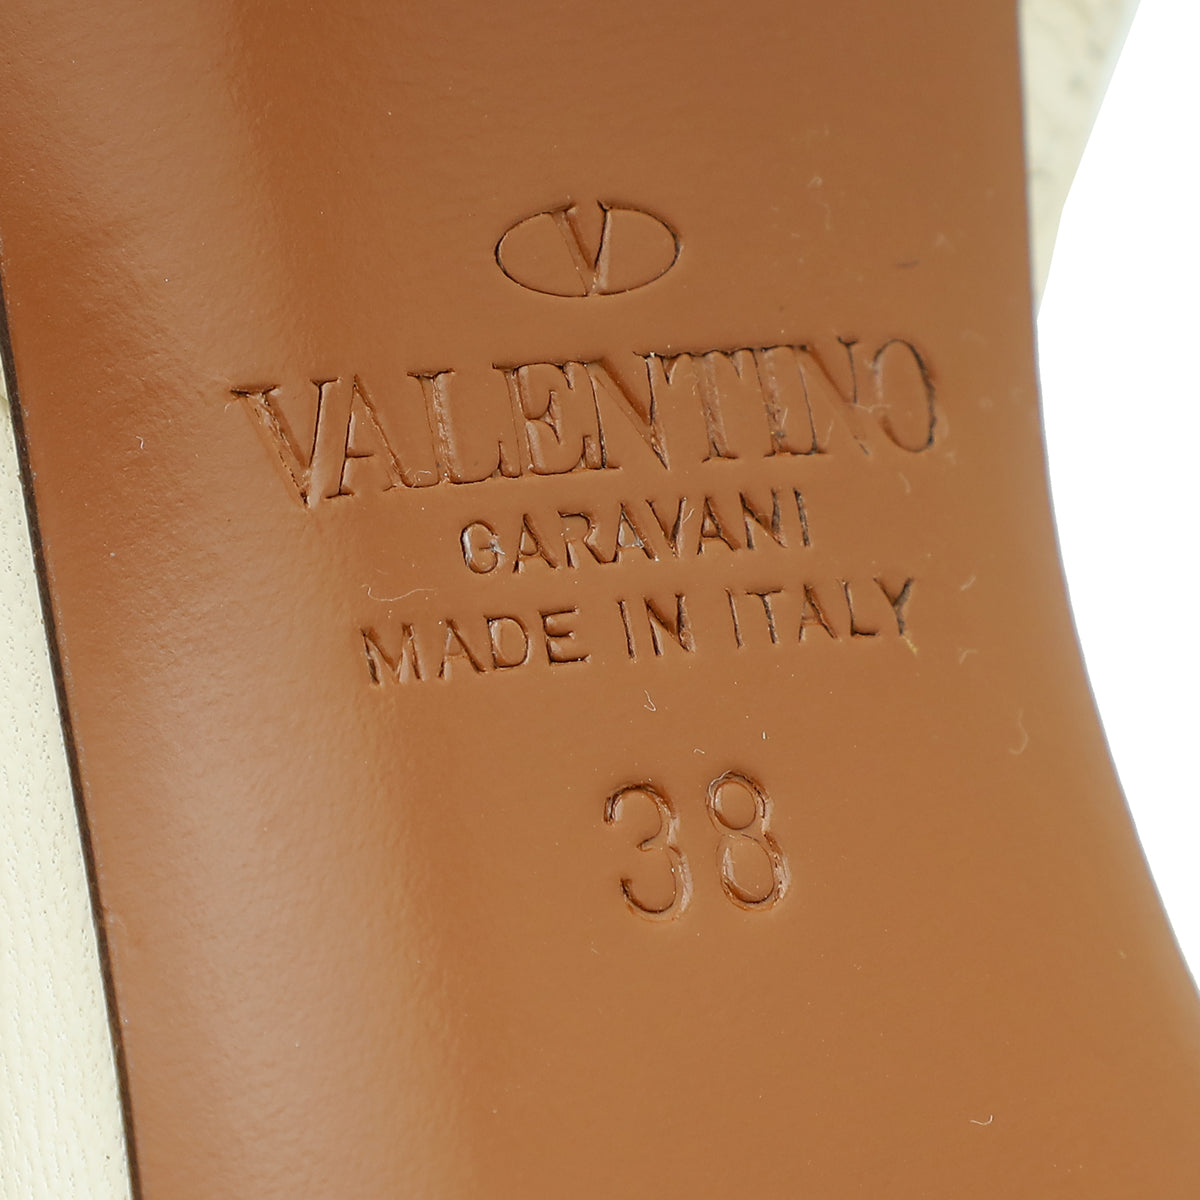 V
VALENTINO
GARAVANI
MADE IN ITALY
38